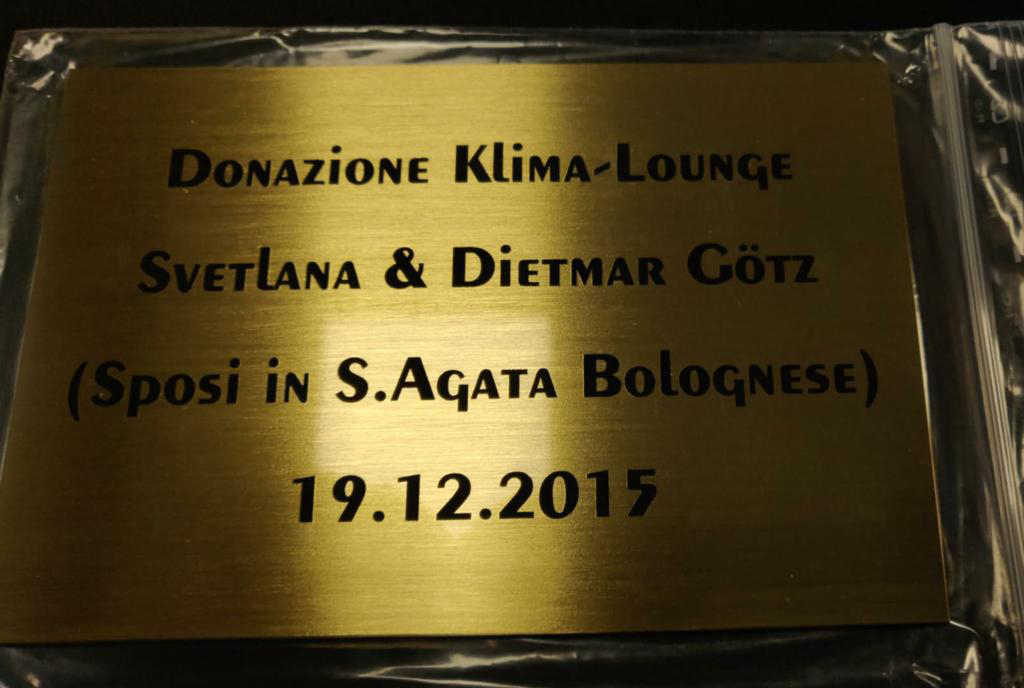 Donazione Klima-Lounge
Svetlana & Dietmar Götz
(Sposi in S.Agata Bolognese)
19.12.2015